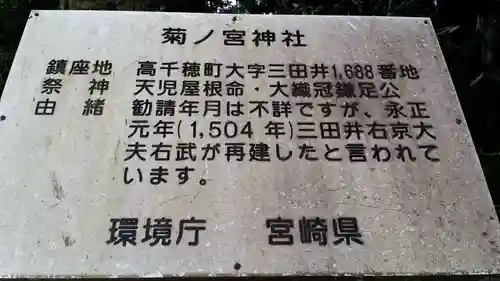 菊ノ宮神社
鎮座地 高千穂町大字三田井1,688番地
祭神 天児屋根命・大織冠鎌足公
由緒 勧請年月は不詳ですが、永正
元年(1,504年)三田井右京大
夫右武が再建したと言われて
います。
環境庁 宮崎県